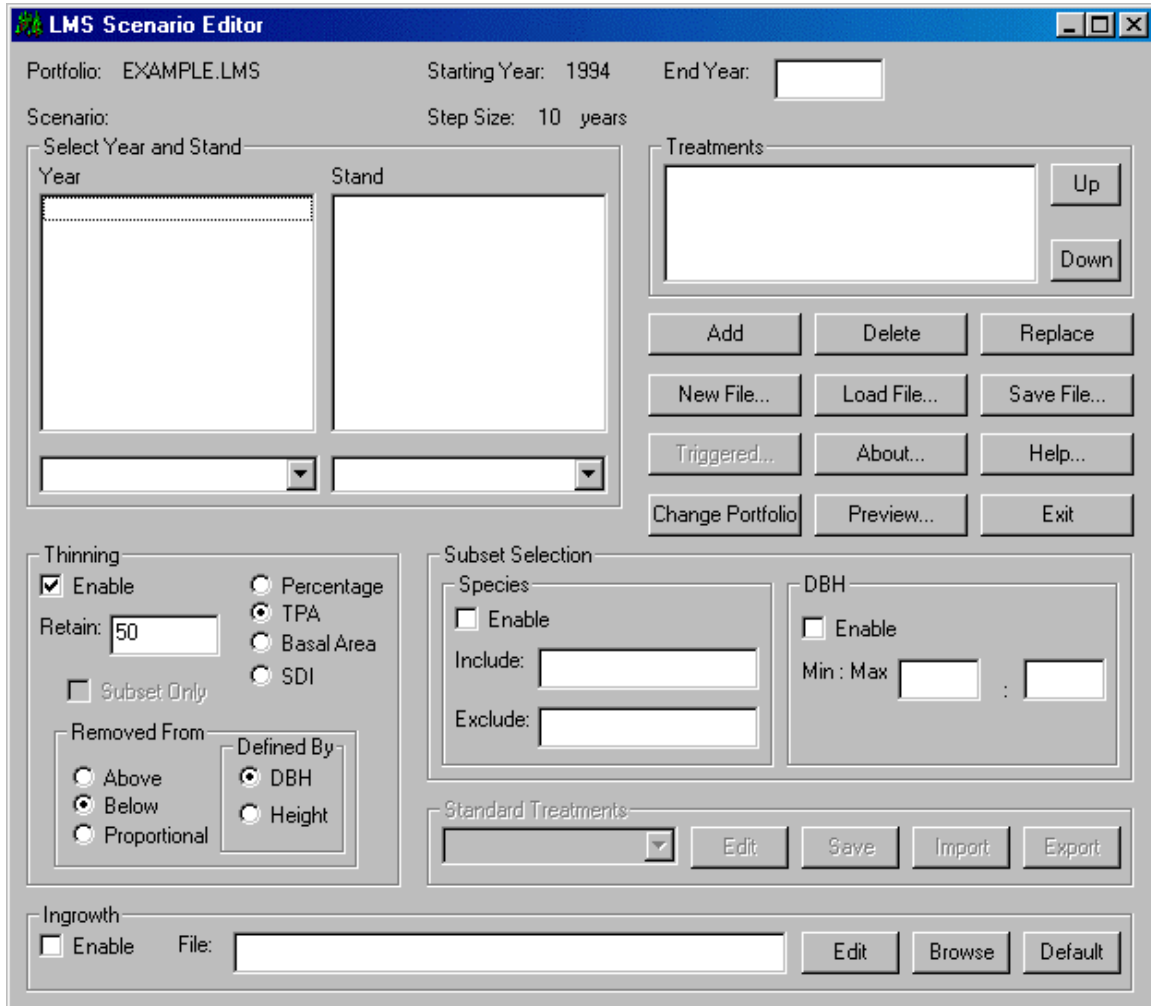 LMS Scenario Editor
Portfolio: EXAMPLE.LMS Starting Year: 1994 End Year:
Scenario: Step Size: 10 years
Select Year and Stand
Year Stand
Treatments
Up
Down
Add Delete Replace
New File... Load File... Save File...
Triggered... About... Help...
Change Portfolio Preview... Exit
Thinning
Enable
Retain: 50
Percentage
TPA
Basal Area
SDI
Subset Only
Removed From
Above
Below
Proportional
Defined By
DBH
Height
Subset Selection
Species
Enable
Include:
Exclude:
DBH
Enable
Min : Max :
Standard Treatments
Edit Save Import Export
Ingrowth
Enable File: Edit Browse Default